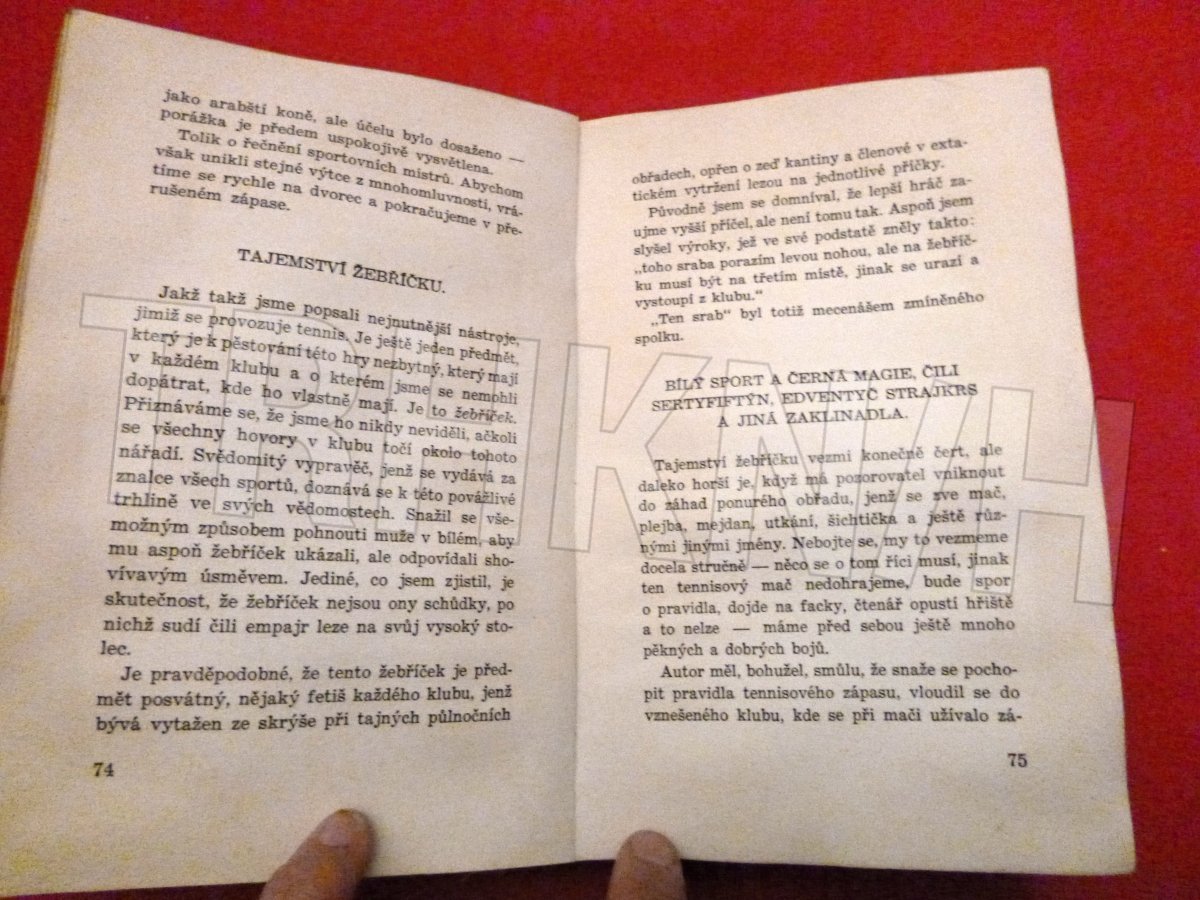 jako arabští koně, ale účelu bylo dosaženo —
porážka je předem uspokojivě vysvětlena.
Tolik o řečnění sportovních mistrů. Abychom
však unikli stejné výtce z mnohomluvnosti, vrá-
tíme se rychle na dvorec a pokračujeme v pře-
rušeném zápase.
TAJEMSTVÍ ŽEBŘÍČKU.
Jakž takž jsme popsali nejnutnější nástroje,
jimiž se provozuje tennis. Je ještě jeden předmět,
který je k pěstování této hry nezbytný, který mají
v každém klubu a o kterém jsme se nemohli
dopátrat, kde ho vlastně mají. Je to žebříček.
Přiznáváme se, že jsme ho nikdy neviděli, ačkoli
se všechny hovory v klubu točí okolo tohoto
nářadí. Svědomitý vypravěč, jenž se vydává za
znalce všech sportů, doznává se k této povážlivé
trhlině ve svých vědomostech. Snažil se vše-
možným způsobem pohnouti muže v bílém, aby
mu aspoň žebříček ukázali, ale odpovídali sho-
vívavým úsměvem. Jediné, co jsem zjistil, je
skutečnost, že žebříček nejsou ony schůdky, po
nichž sudí čili empajr leze na svůj vysoký sto-
lec.
Je pravděpodobné, že tento žebříček je před-
mět posvátný, nějaký fetiš každého klubu, jenž
bývá vytažen ze skrýše při tajných půlnočních
74
obřadech, opřen o zeď kantiny a členové v exta-
tickém vytržení lezou na jednotlivé příčky.
Původně jsem se domníval, že lepší hráč za-
ujme vyšší příčel, ale není tomu tak. Aspoň jsem
slyšel výroky, jež ve své podstatě zněly takto:
„toho sraba porazím levou nohou, ale na žebříč-
ku musí být na třetím místě, jinak se urazí a
vystoupí z klubu.“
„Ten srab“ byl totiž mecenášem zmíněného
spolku.
BÍLÝ SPORT A ČERNÁ MAGIE, ČILI
SERTYFIFTÝN, EDVENTYČ STRAJKRS
A JINÁ ZAKLINADLA.
Tajemství žebříčku vezmi konečně čert, ale
daleko horší je, když má pozorovatel vniknout
do záhad ponurého obřadu, jenž se zve mač,
plejba, mejdan, utkání, šichtička a ještě růz-
nými jinými jmény. Nebojte se, my to vezmeme
docela stručně — něco se o tom říci musí, jinak
ten tennisový mač nedohrajeme, bude spor
o pravidla, dojde na facky, čtenář opustí hřiště
a to nelze — máme před sebou ještě mnoho
pěkných a dobrých bojů.
Autor měl, bohužel, smůlu, že snaže se pocho-
pit pravidla tennisového zápasu, vloudil se do
vznešeného klubu, kde se při mači užívalo zá-
75